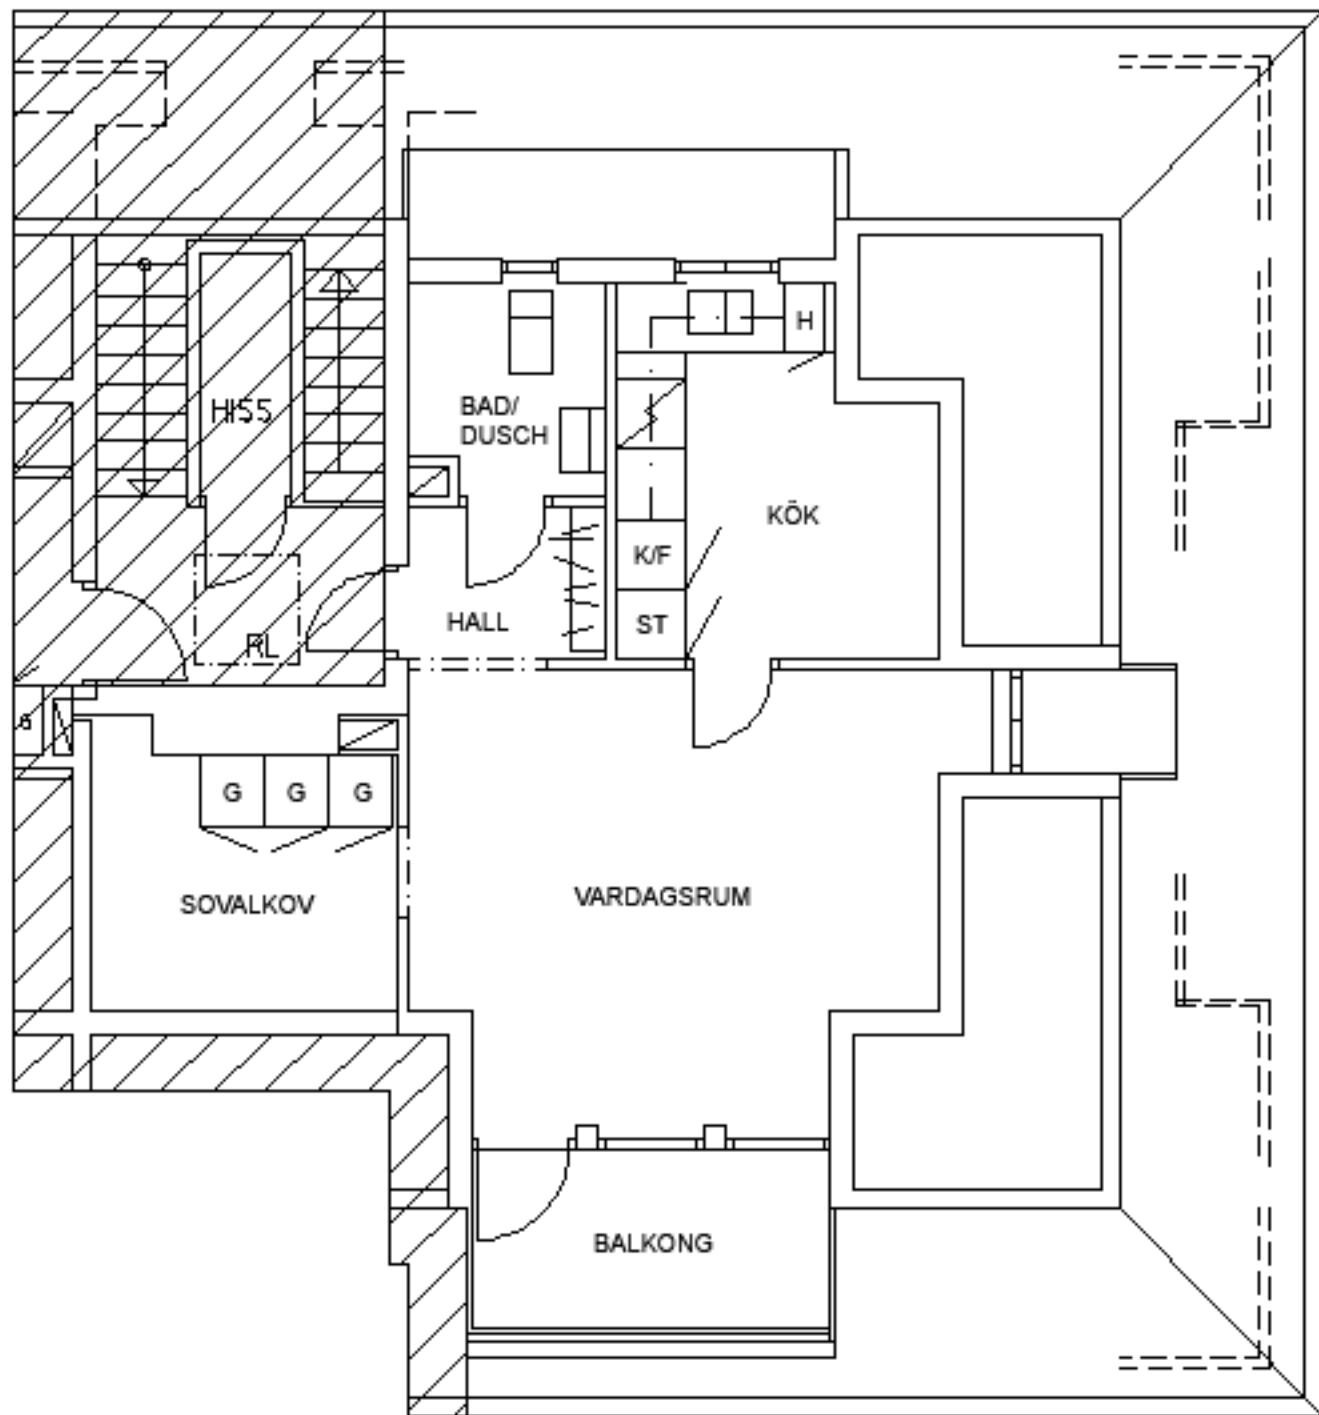 H
HISS
BAD/
DUSCH
KÖK
K/F
HALL
ST
RL
G
G
G
G
SOVALKOV
VARDAGSRUM
BALKONG